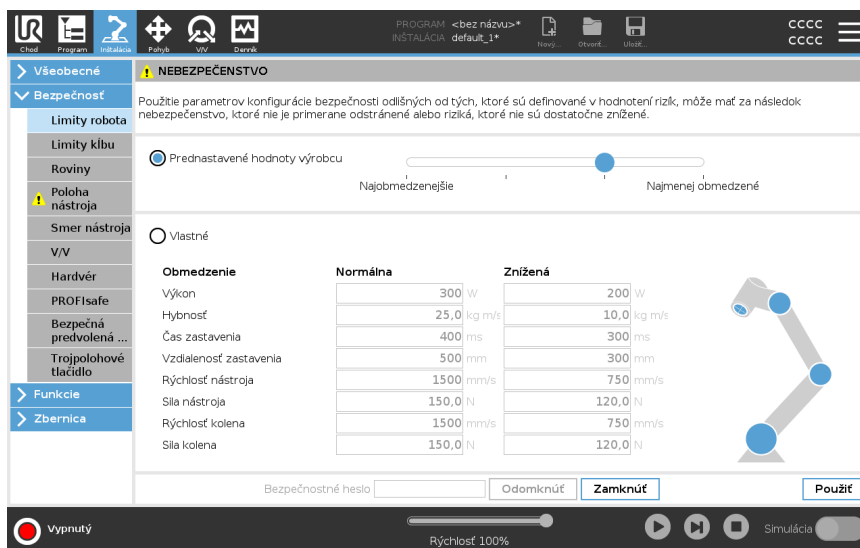 UR
Chod
Program
Inštalácia
Pohyb
V/V
Denník
PROGRAM <bez názvu>*
INŠTALÁCIA default_1*
Nový...
Otvoriť...
Uložiť...
CCCC
CCCC
Všeobecné
Bezpečnosť
Limity robota
Limity kĺbu
Roviny
Poloha
nástroja
Smer nástroja
V/V
Hardvér
PROFIsafe
Bezpečná
predvolená ...
Trojpolohové
tlačidlo
Funkcie
Zbernica
NEBEZPEČENSTVO
Použitie parametrov konfigurácie bezpečnosti odlišných od tých, ktoré sú definované v hodnotení rizík, môže mať za následok
nebezpečenstvo, ktoré nie je primerane odstránené alebo riziká, ktoré nie sú dostatočne znížené.
Prednastavené hodnoty výrobcu
Najobmedzenejšie
Najmenej obmedzené
Vlastné
Obmedzenie Normálna Znížená
Výkon 300 W 200 W
Hybnosť 25,0 kg m/s 10,0 kg m/s
Čas zastavenia 400 ms 300 ms
Vzdialenosť zastavenia 500 mm 300 mm
Rýchlosť nástroja 1500 mm/s 750 mm/s
Sila nástroja 150,0 N 120,0 N
Rýchlosť kolena 1500 mm/s 750 mm/s
Sila kolena 150,0 N 120,0 N
Bezpečnostné heslo Odomknúť Zamknúť Použiť
Vypnutý
Rýchlosť 100%
Simulácia